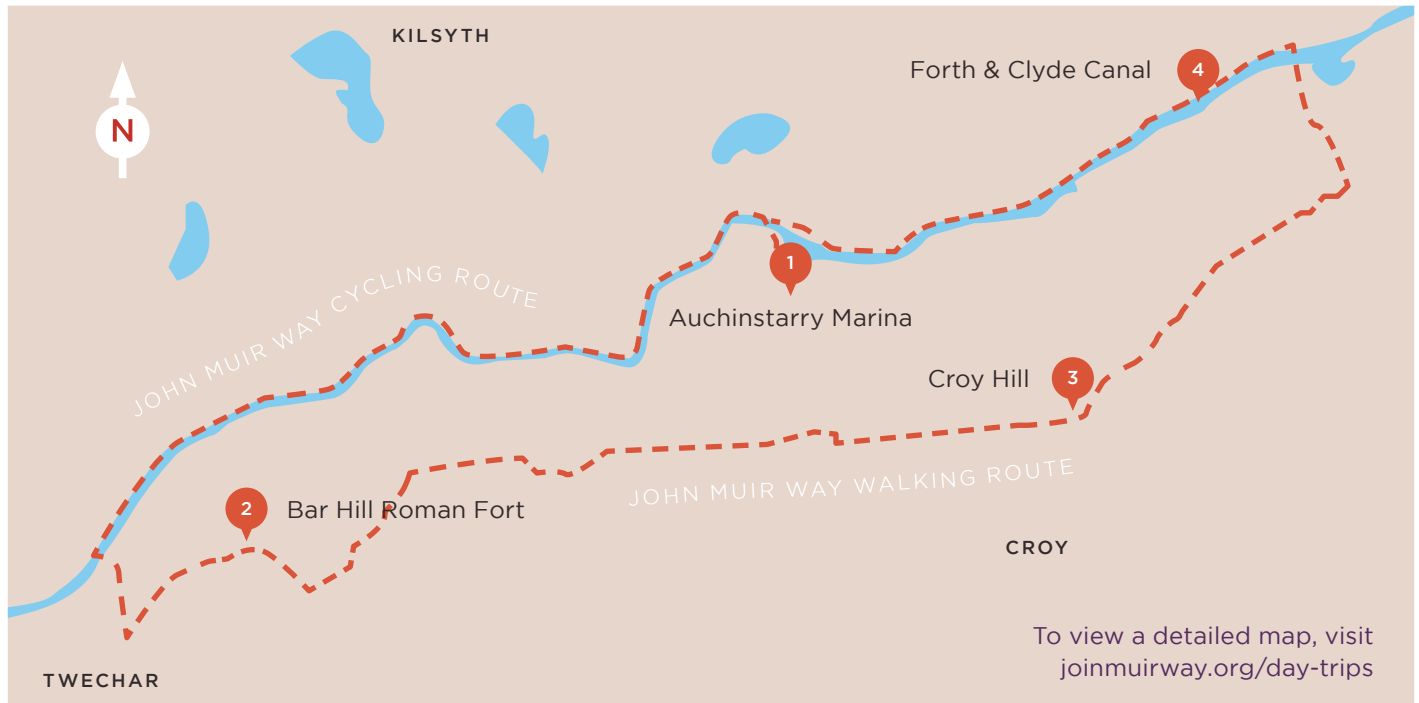 KILSYTH
N
Forth & Clyde Canal
4
1
Auchinstarry Marina
JOHN MUIR WAY CYCLING ROUTE
Croy Hill
3
JOHN MUIR WAY WALKING ROUTE
2
Bar Hill Roman Fort
CROY
To view a detailed map, visit
joinmuirway.org/day-trips
TWECHAR